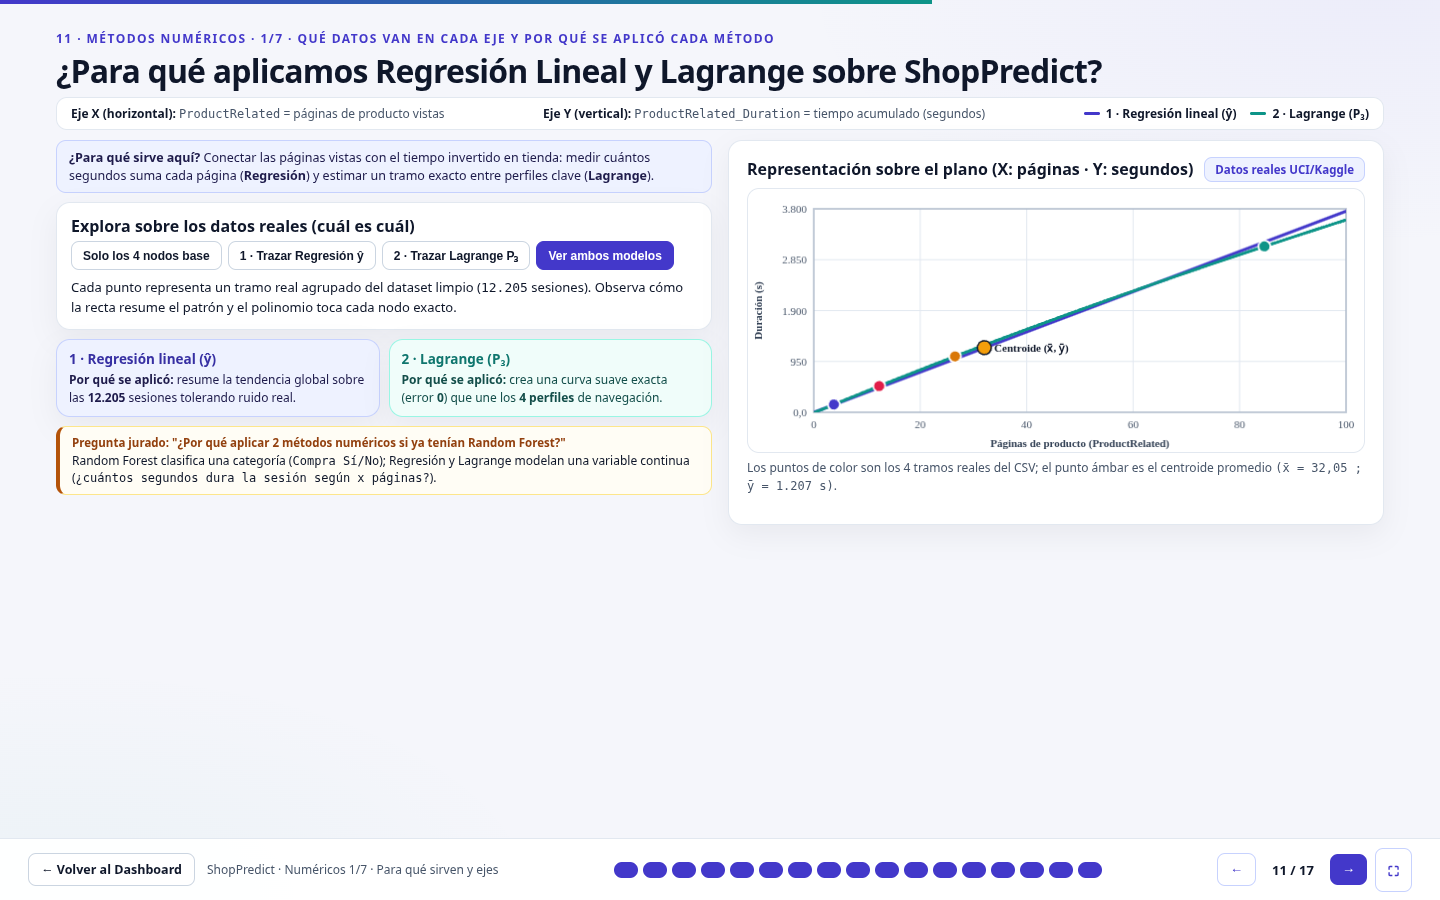 11 · MÉTODOS NUMÉRICOS · 1/7 · QUÉ DATOS VAN EN CADA EJE Y POR QUÉ SE APLICÓ CADA MÉTODO
¿Para qué aplicamos Regresión Lineal y Lagrange sobre ShopPredict?
Eje X (horizontal): ProductRelated = páginas de producto vistas
Eje Y (vertical): ProductRelated_Duration = tiempo acumulado (segundos)
1 · Regresión lineal (ŷ)
2 · Lagrange (P₃)
¿Para qué sirve aquí? Conectar las páginas vistas con el tiempo invertido en tienda: medir cuántos
segundos suma cada página (Regresión) y estimar un tramo exacto entre perfiles clave (Lagrange).
Explora sobre los datos reales (cuál es cuál)
Solo los 4 nodos base
1 · Trazar Regresión ŷ
2 · Trazar Lagrange P₃
Ver ambos modelos
Cada punto representa un tramo real agrupado del dataset limpio (12.205 sesiones). Observa cómo
la recta resume el patrón y el polinomio toca cada nodo exacto.
1 · Regresión lineal (ŷ)
Por qué se aplicó: resume la tendencia global sobre
las 12.205 sesiones tolerando ruido real.
2 · Lagrange (P₃)
Por qué se aplicó: crea una curva suave exacta
(error 0) que une los 4 perfiles de navegación.
Pregunta jurado: "¿Por qué aplicar 2 métodos numéricos si ya tenían Random Forest?"
Random Forest clasifica una categoría (Compra Sí/No); Regresión y Lagrange modelan una variable continua
(¿cuántos segundos dura la sesión según x páginas?).
Representación sobre el plano (X: páginas · Y: segundos)
Datos reales UCI/Kaggle
3.800
2.850
1.900
950
0,0
Duración (s)
Centroide (x̄, ȳ)
0
20
40
60
80
100
Páginas de producto (ProductRelated)
Los puntos de color son los 4 tramos reales del CSV; el punto ámbar es el centroide promedio (x̄ = 32,05 ;
ȳ = 1.207 s).
← Volver al Dashboard
ShopPredict · Numéricos 1/7 · Para qué sirven y ejes
←
11 / 17
→